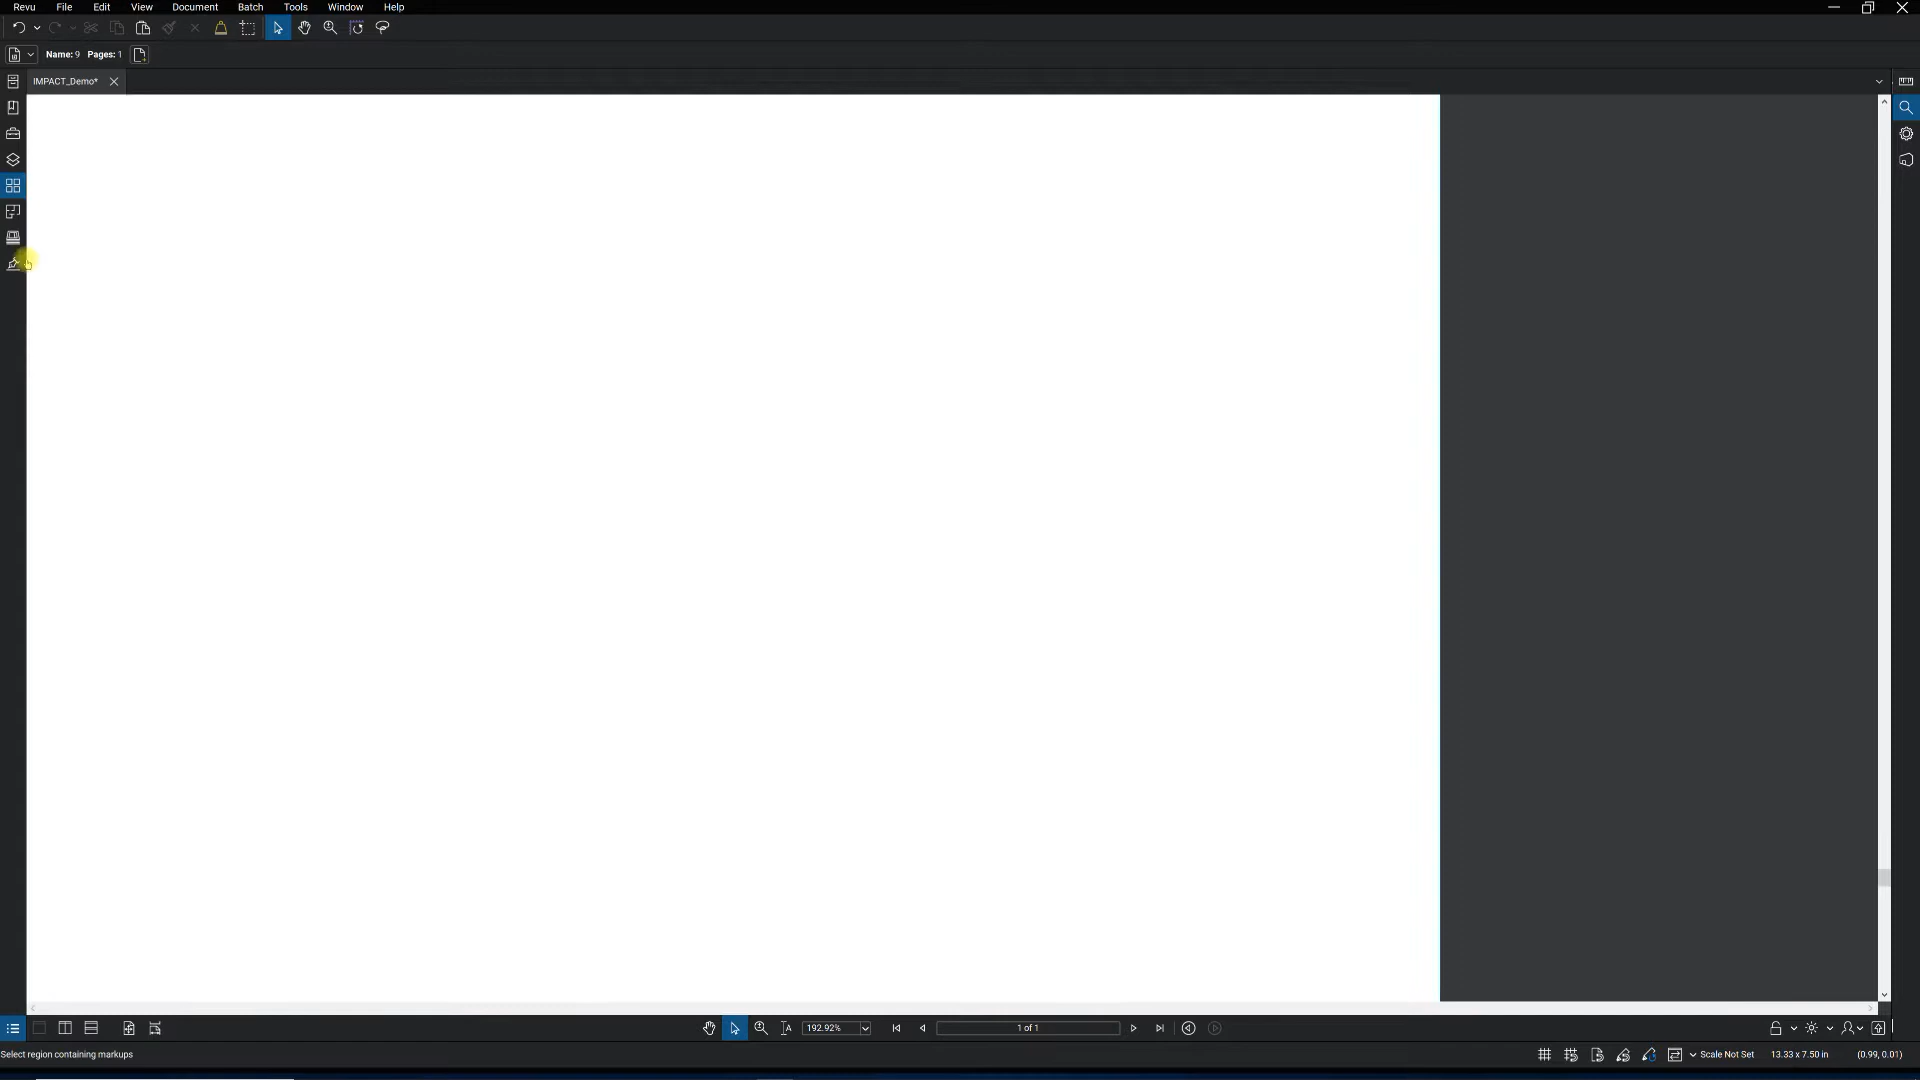 Revu File Edit View Document Batch Tools Window Help
Name: 9 Pages: 1
IMPACT_Demo*
192.92% 1 of 1
Select region containing markups Scale Not Set 13.33 x 7.50 in (0.99, 0.01)